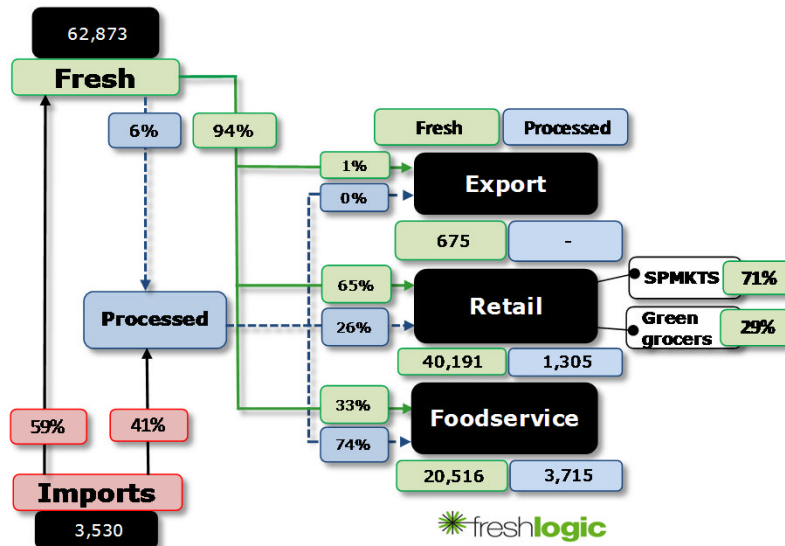 62,873
Fresh
6%
94%
Fresh
Processed
1%
Export
0%
675
-
SPMKTS
71%
65%
Retail
Processed
26%
Green
grocers
29%
40,191
1,305
33%
Foodservice
59%
41%
74%
20,516
3,715
Imports
3,530
freshlogic